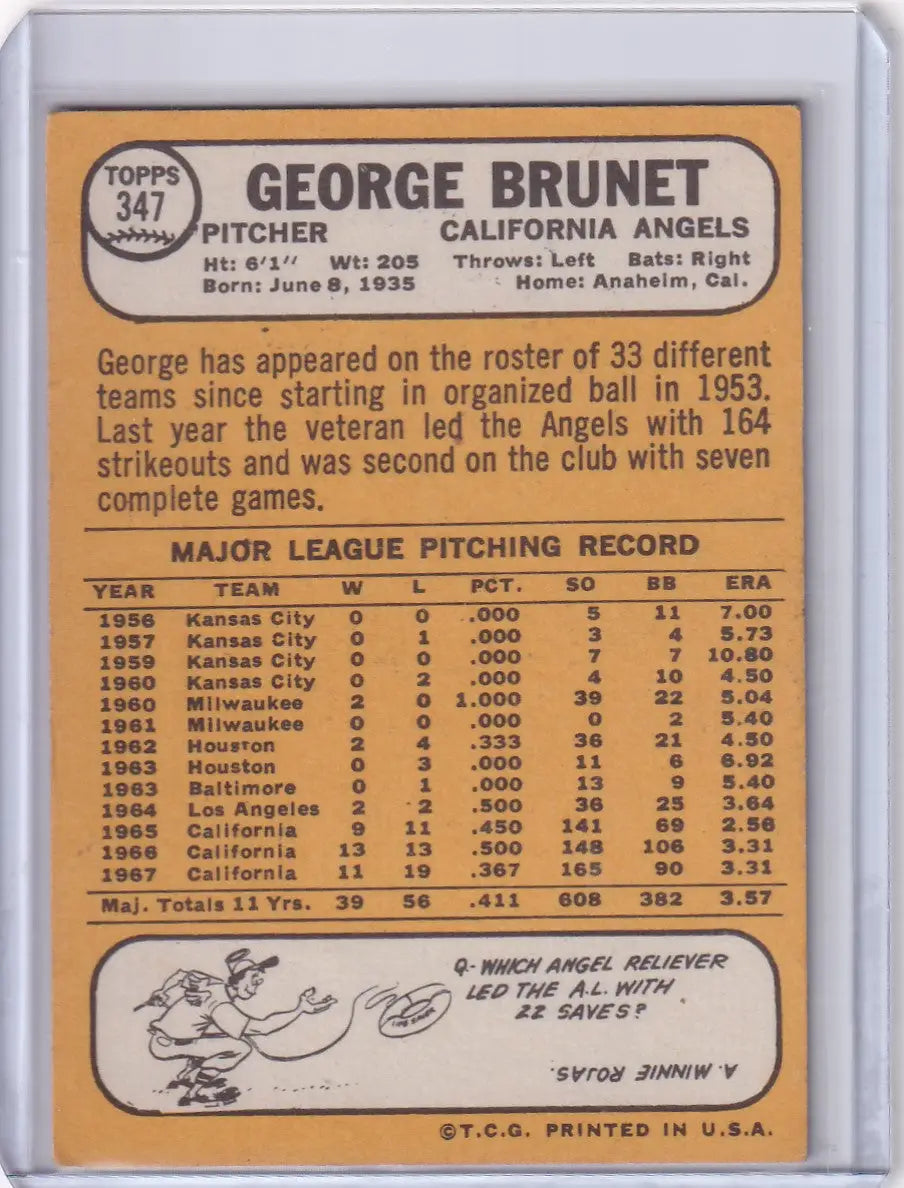 TOPPS
347
GEORGE BRUNET
PITCHER CALIFORNIA ANGELS
Ht: 6'1" Wt: 205 Throws: Left Bats: Right
Born: June 8, 1935 Home: Anaheim, Cal.
George has appeared on the roster of 33 different
teams since starting in organized ball in 1953.
Last year the veteran led the Angels with 164
strikeouts and was second on the club with seven
complete games.
MAJOR LEAGUE PITCHING RECORD
YEAR TEAM W L PCT. SO BB ERA
1956 Kansas City 0 0 .000 5 11 7.00
1957 Kansas City 0 1 .000 3 4 5.73
1959 Kansas City 0 0 .000 7 7 10.80
1960 Kansas City 0 2 .000 4 10 4.50
1960 Milwaukee 2 0 1.000 39 22 5.04
1961 Milwaukee 0 0 .000 0 2 5.40
1962 Houston 2 4 .333 36 21 4.50
1963 Houston 0 3 .000 11 6 6.92
1963 Baltimore 0 1 .000 13 9 5.40
1964 Los Angeles 2 2 .500 36 25 3.64
1965 California 9 11 .450 141 69 2.56
1966 California 13 13 .500 148 106 3.31
1967 California 11 19 .367 165 90 3.31
Maj. Totals 11 Yrs. 39 56 .411 608 382 3.57
Q- WHICH ANGEL RELIEVER
LED THE A.L. WITH
22 SAVES?
A. MINNIE ROJAS.
©T.C.G. PRINTED IN U.S.A.